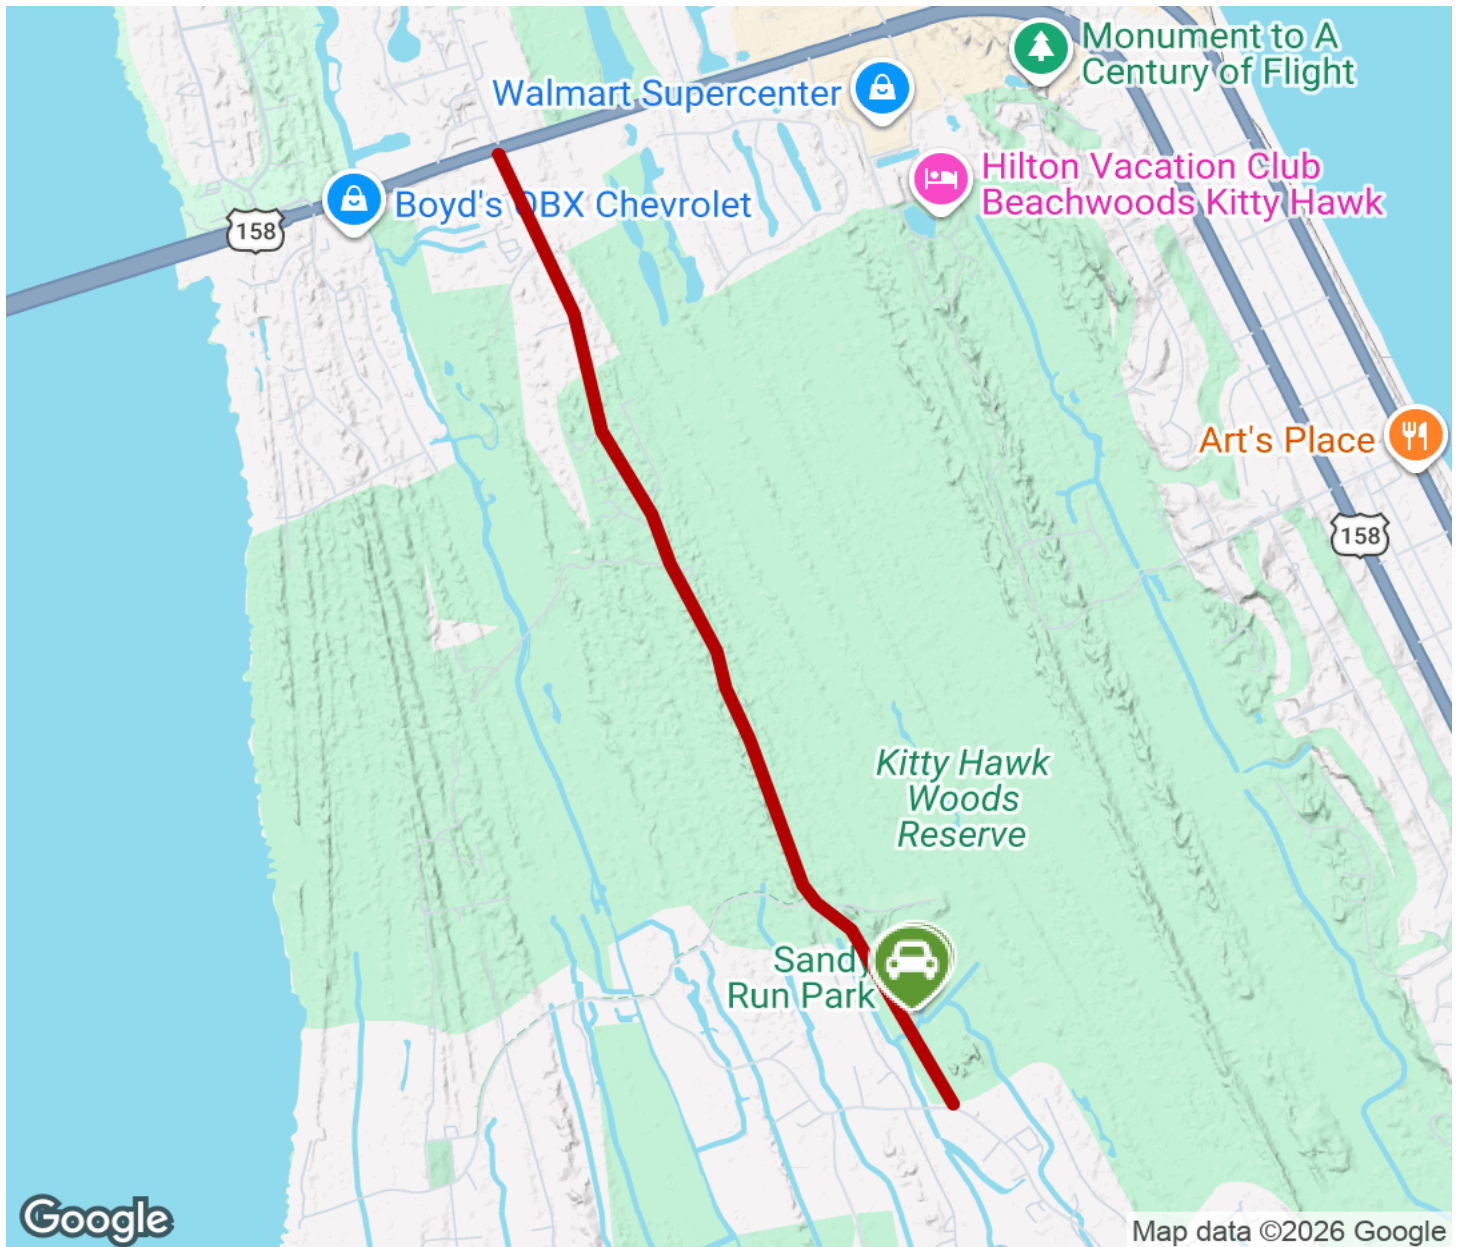 Monument to A
Century of Flight
Walmart Supercenter
Hilton Vacation Club
Beachwoods Kitty Hawk
Boyd's OBX Chevrolet
158
Art's Place
158
Kitty Hawk
Woods
Reserve
Sandy
Run Park
Google
Map data ©2026 Google